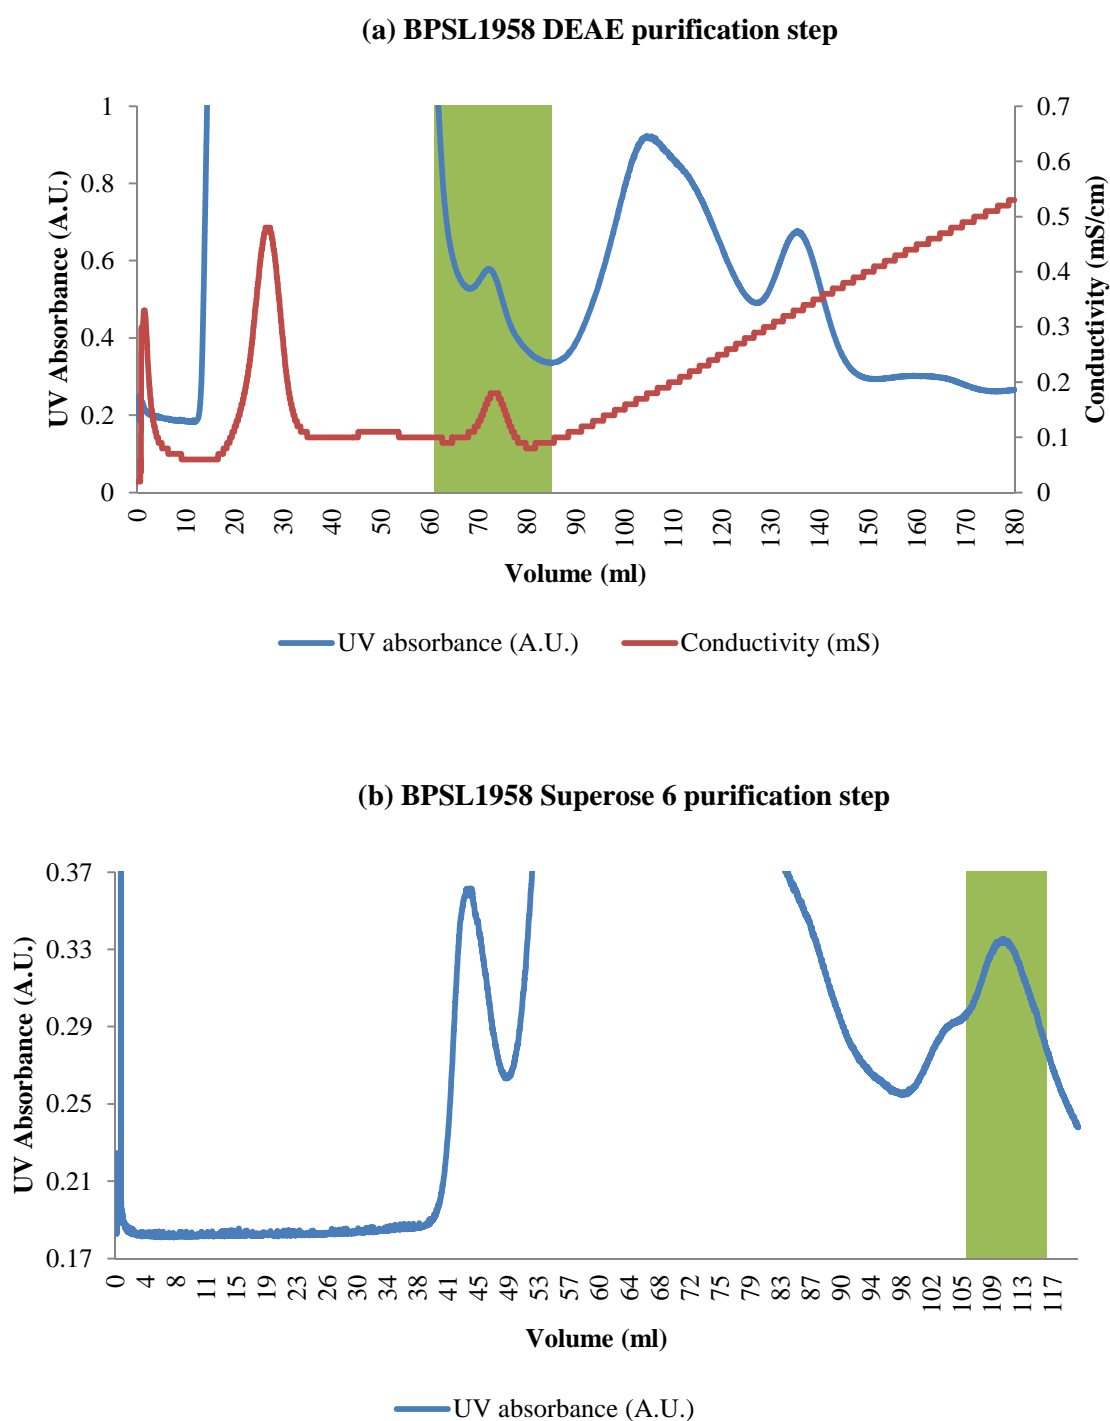 (a) BPSL1958 DEAE purification step
1
0.8
0.6
0.4
0.2
0
UV Absorbance (A.U.)
0.7
0.6
0.5
0.4
0.3
0.2
0.1
0
Conductivity (mS/cm)
0 10 20 30 40 50 60 70 80 90 100 110 120 130 140 150 160 170 180
Volume (ml)
UV absorbance (A.U.) Conductivity (mS)
(b) BPSL1958 Superose 6 purification step
0.37
0.33
0.29
0.25
0.21
0.17
UV Absorbance (A.U.)
0 4 8 11 15 19 23 26 30 34 38 41 45 49 53 57 60 64 68 72 75 79 83 87 90 94 98 102 105 109 113 117
Volume (ml)
UV absorbance (A.U.)